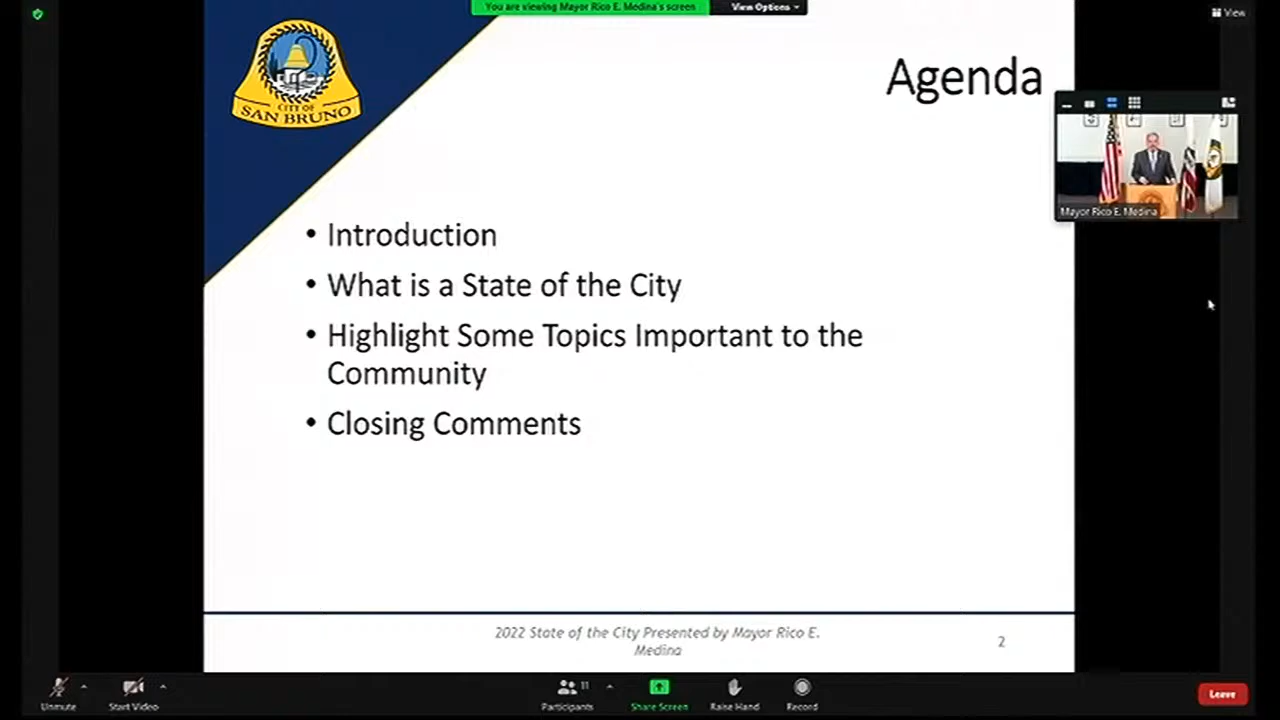 You are viewing Mayor Rico E. Medina's screen
View Options
View
CITY OF
SAN BRUNO
Agenda
Mayor Rico E. Medina
• Introduction
• What is a State of the City
• Highlight Some Topics Important to the
Community
• Closing Comments
2022 State of the City Presented by Mayor Rico E.
Medina
2
Unmute
Start Video
11
Participants
Share Screen
Raise Hand
Record
Leave